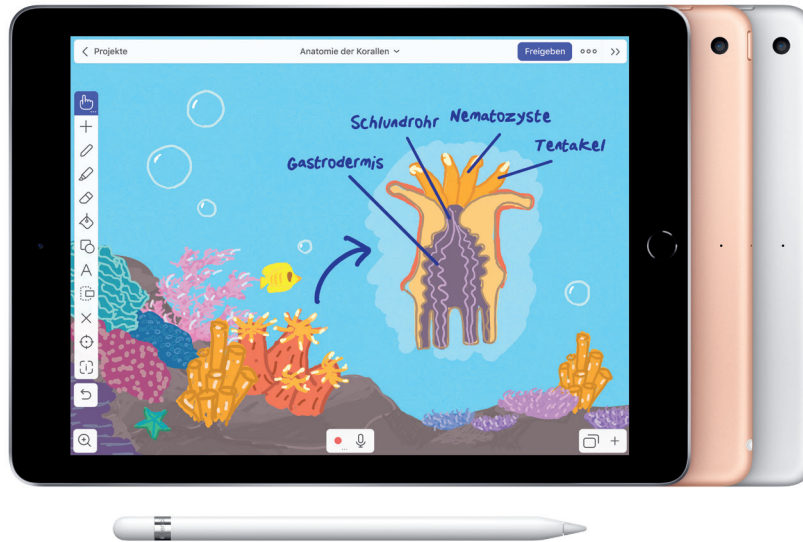 Projekte
Anatomie der Korallen
Freigeben
Schlundrohr
Nematozyste
Tentakel
Gastrodermis
A